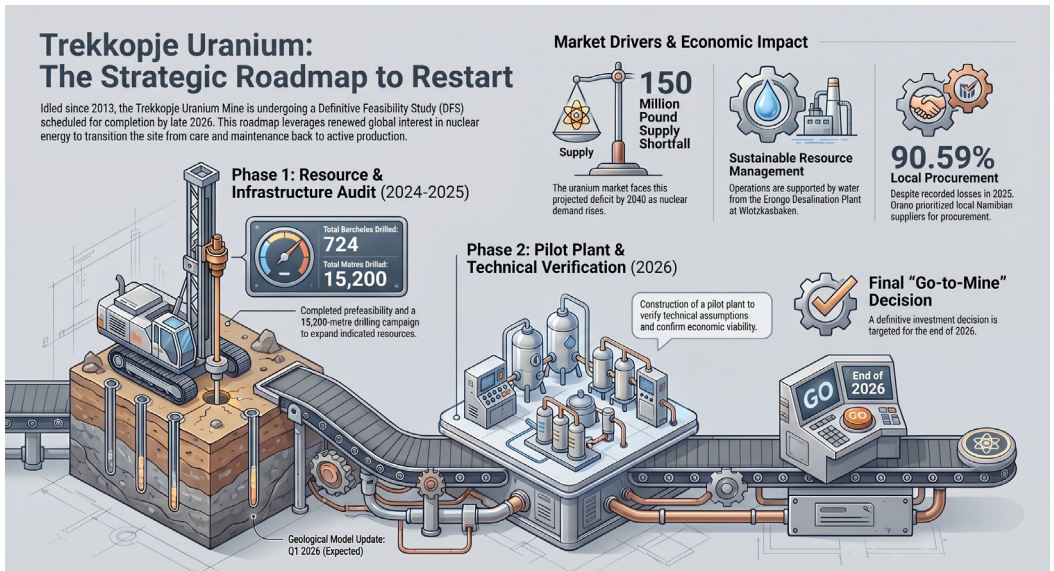 Trekkopje Uranium:
The Strategic Roadmap to Restart
Idled since 2013, the Trekkopje Uranium Mine is undergoing a Definitive Feasibility Study (DFS)
scheduled for completion by late 2026. This roadmap leverages renewed global interest in nuclear
energy to transition the site from care and maintenance back to active production.
Market Drivers & Economic Impact
Supply
150
Million
Pound
Supply
Shortfall
The uranium market faces this
projected deficit by 2040 as nuclear
demand rises.
Sustainable Resource
Management
Operations are supported by water
from the Erongo Desalination Plant
at Wlotzkasbaken.
90.59%
Local Procurement
Despite recorded losses in 2025.
Orano prioritized local Namibian
suppliers for procurement.
Phase 1: Resource &
Infrastructure Audit (2024-2025)
Total Bercheles Drilled:
724
Total Matres Drillad:
15,200
Completed prefeasibility and a
15,200-metre drilling campaign
to expand indicated resources.
Geological Model Update:
Q1 2026 (Expected)
Phase 2: Pilot Plant &
Technical Verification (2026)
Construction of a pilot plant to
verify technical assumptions
and confirm economic viability.
Final “Go-to-Mine”
Decision
A definitive investment decision is
targeted for the end of 2026.
GO
End of
2026
GO